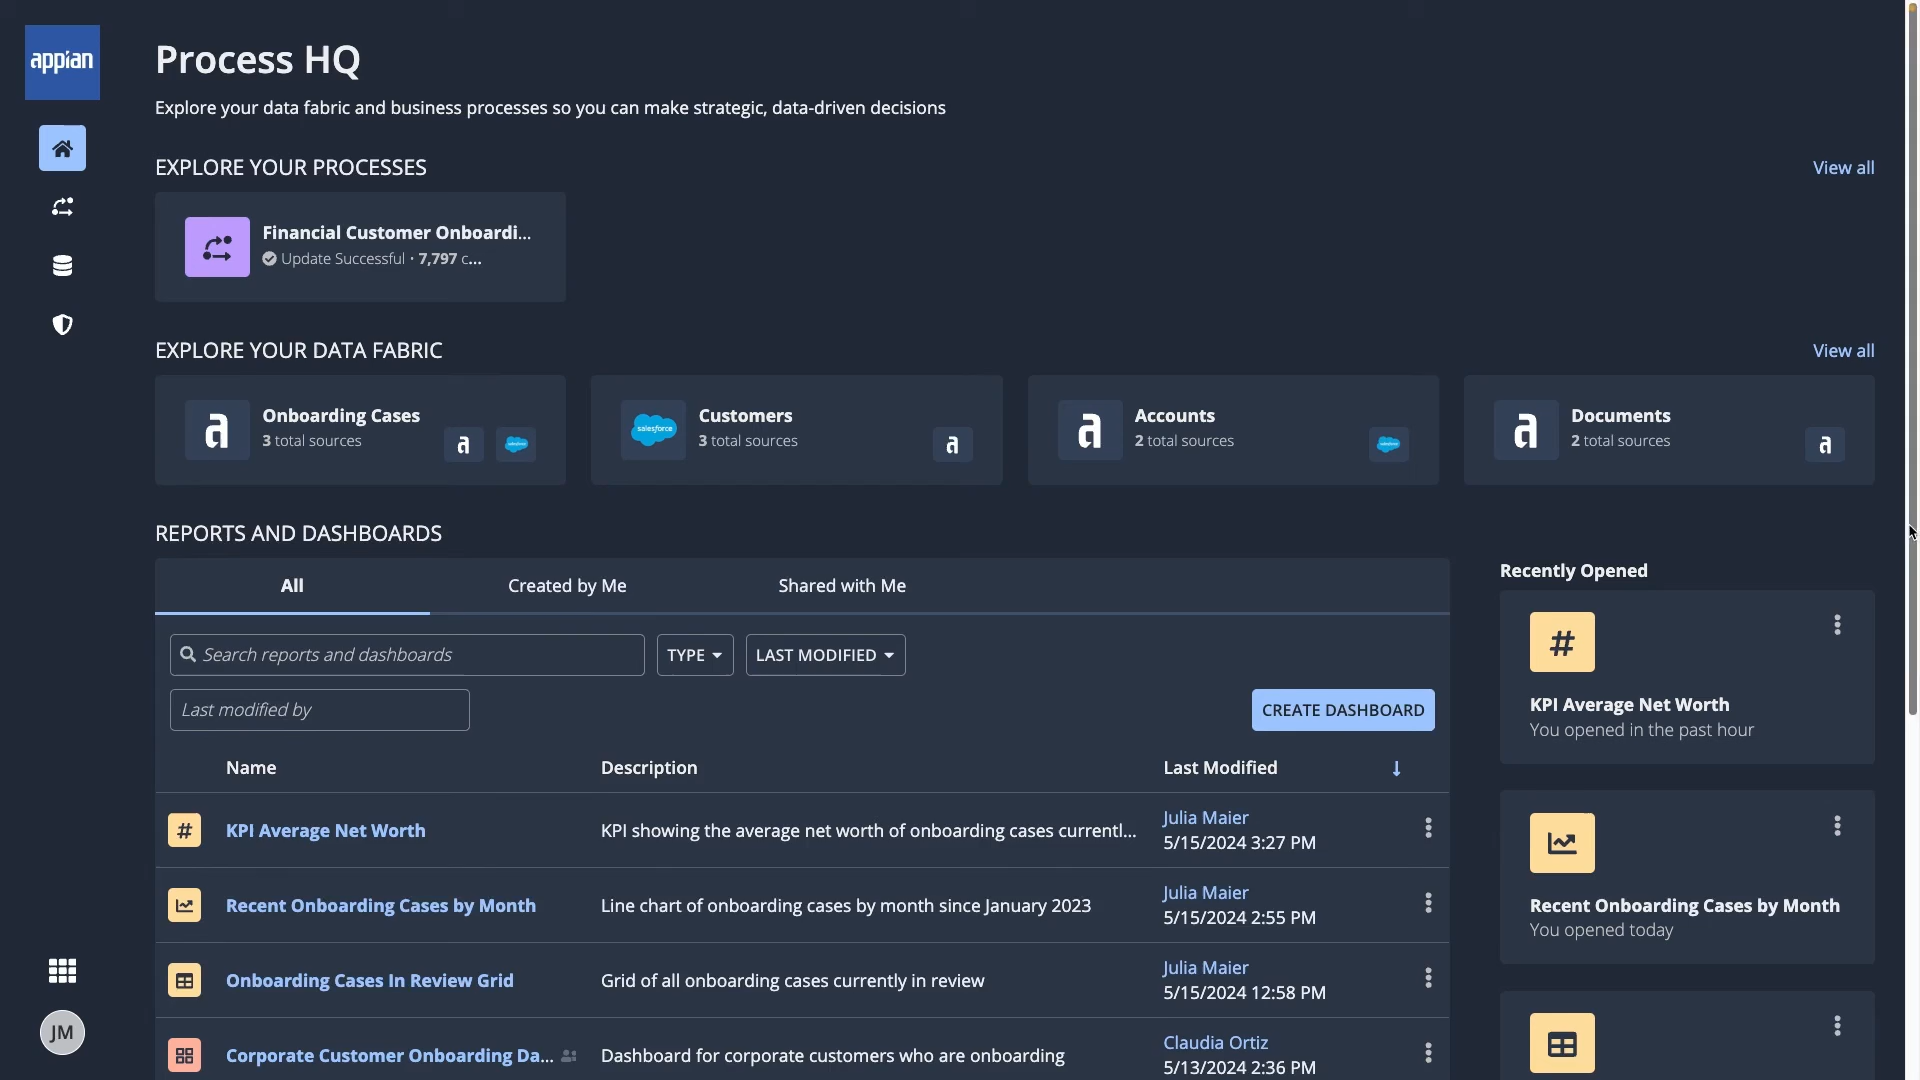 appian
Process HQ
Explore your data fabric and business processes so you can make strategic, data-driven decisions
EXPLORE YOUR PROCESSES
View all
Financial Customer Onboardi...
Update Successful • 7,797 c...
EXPLORE YOUR DATA FABRIC
View all
a
Onboarding Cases
3 total sources
a
salesforce
salesforce
Customers
3 total sources
a
a
Accounts
2 total sources
salesforce
a
Documents
2 total sources
a
REPORTS AND DASHBOARDS
All
Created by Me
Shared with Me
Search reports and dashboards
TYPE
LAST MODIFIED
Last modified by
CREATE DASHBOARD
Name
Description
Last Modified
# KPI Average Net Worth
KPI showing the average net worth of onboarding cases currentl...
Julia Maier
5/15/2024 3:27 PM
Recent Onboarding Cases by Month
Line chart of onboarding cases by month since January 2023
Julia Maier
5/15/2024 2:55 PM
Onboarding Cases In Review Grid
Grid of all onboarding cases currently in review
Julia Maier
5/15/2024 12:58 PM
Corporate Customer Onboarding Da...
Dashboard for corporate customers who are onboarding
Claudia Ortiz
5/13/2024 2:36 PM
Recently Opened
#
KPI Average Net Worth
You opened in the past hour
Recent Onboarding Cases by Month
You opened today
JM